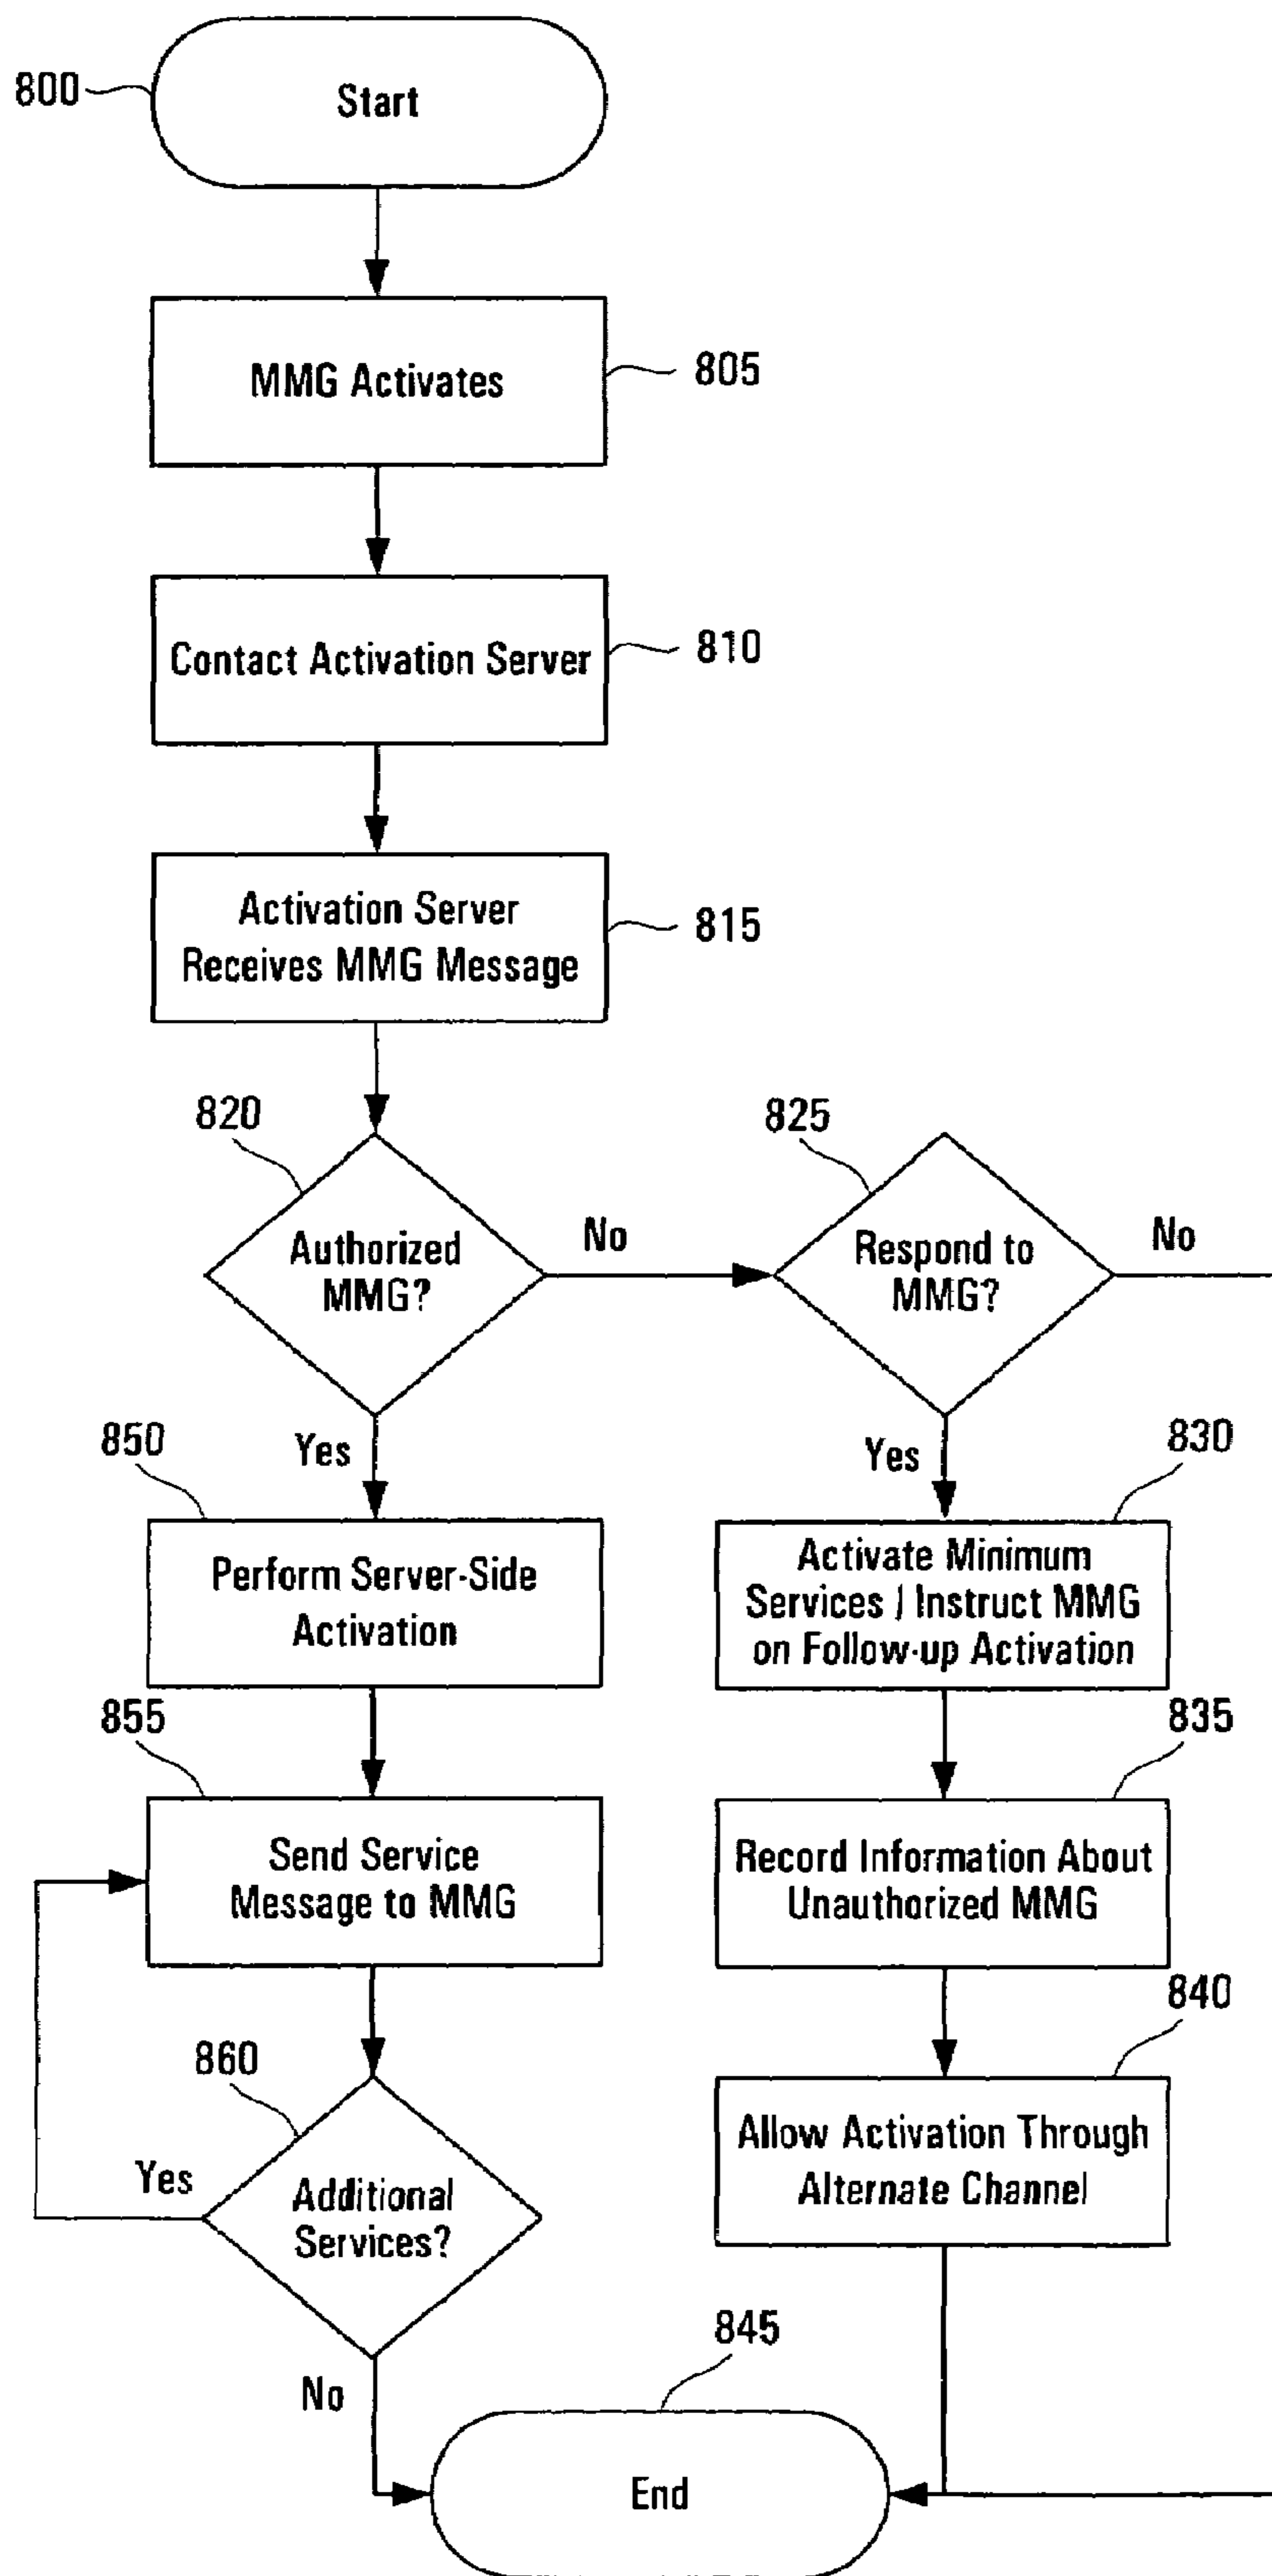 800
Start
MMG Activates
805
Contact Activation Server
810
Activation Server
Receives MMG Message
815
820
Authorized
MMG?
No
825
Respond to
MMG?
No
Yes
Yes
850
Perform Server-Side
Activation
830
Activate Minimum
Services / Instruct MMG
on Follow-up Activation
855
Send Service
Message to MMG
835
Record Information About
Unauthorized MMG
860
Additional
Services?
Yes
No
840
Allow Activation Through
Alternate Channel
845
End